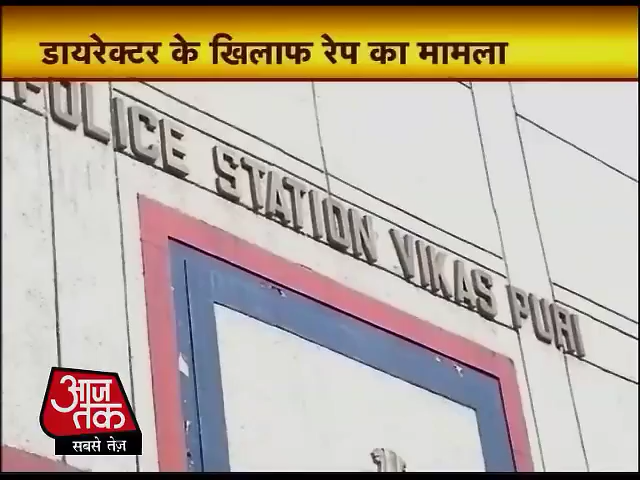 डायरेक्टर के खिलाफ रेप का मामला
POLICE STATION VIKAS PURI
आज
तक
सबसे तेज़